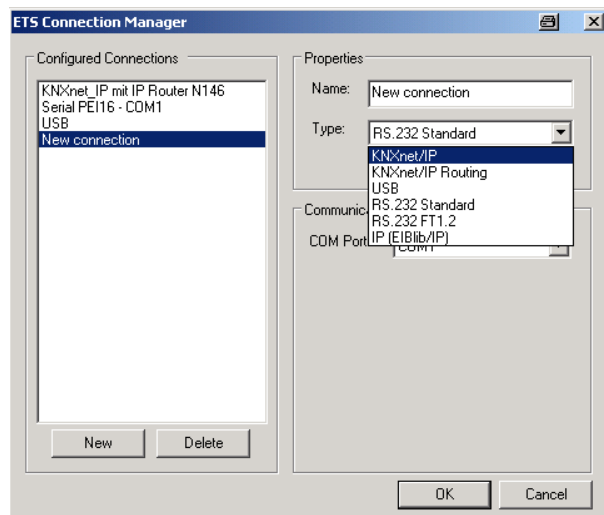 ETS Connection Manager
Configured Connections
KNXnet_IP mit IP Router N146
Serial PEI16 - COM1
USB
New connection
New
Delete
Properties
Name:
New connection
Type:
RS.232 Standard
KNXnet/IP
KNXnet/IP Routing
USB
RS.232 Standard
RS.232 FT1.2
IP (EIBlib/IP)
Communic
COM Port
COM1
OK
Cancel